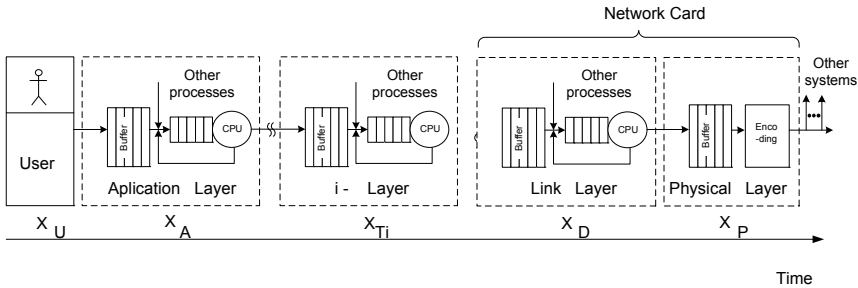 Network Card
Other
processes
Other
processes
Other
processes
Other
systems
User
Buffer
CPU
Buffer
CPU
Buffer
CPU
Buffer
Enco
-ding
Aplication Layer
i - Layer
Link Layer
Physical Layer
X U
X A
X Ti
X D
X P
Time